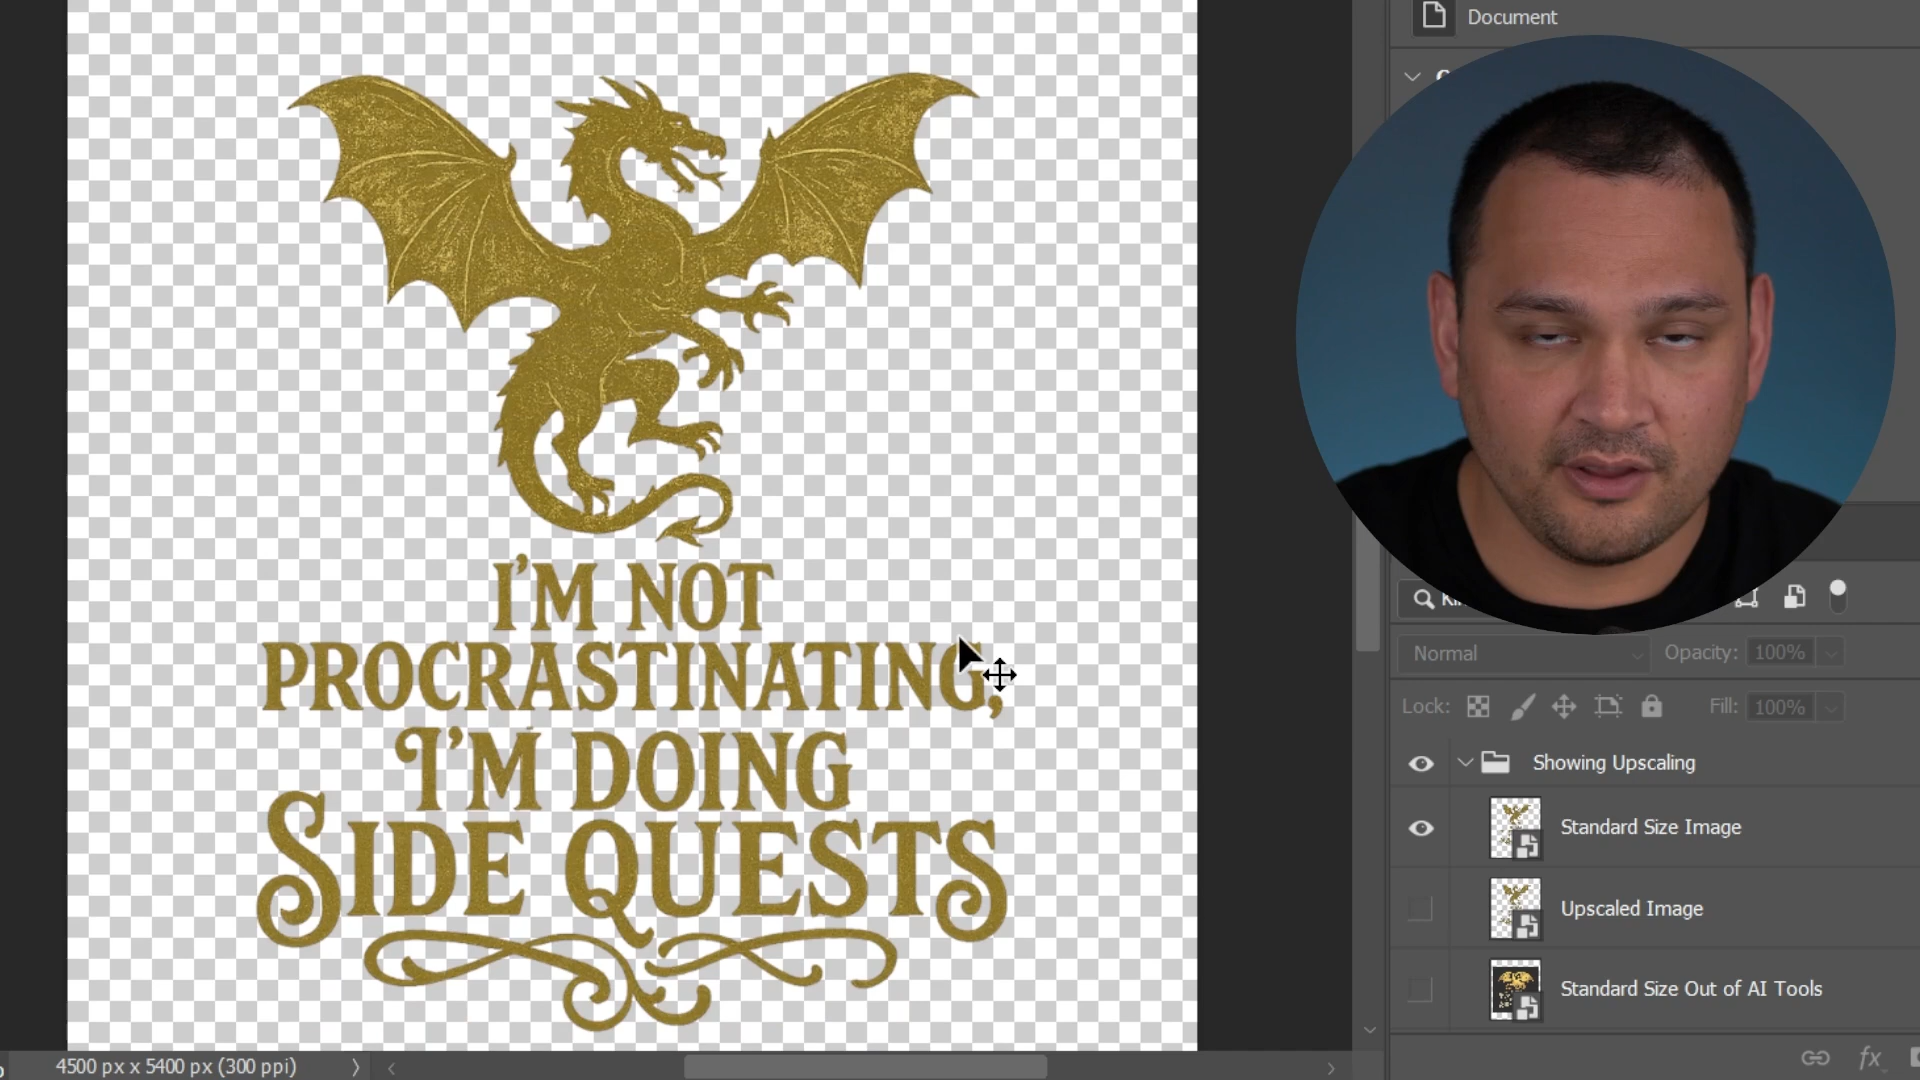 Document
I'M NOT
PROCRASTINATING,
I'M DOING
SIDE QUESTS
Normal
Opacity: 100%
Lock:
Fill: 100%
Showing Upscaling
Standard Size Image
Upscaled Image
Standard Size Out of AI Tools
4500 px x 5400 px (300 ppi)
fx